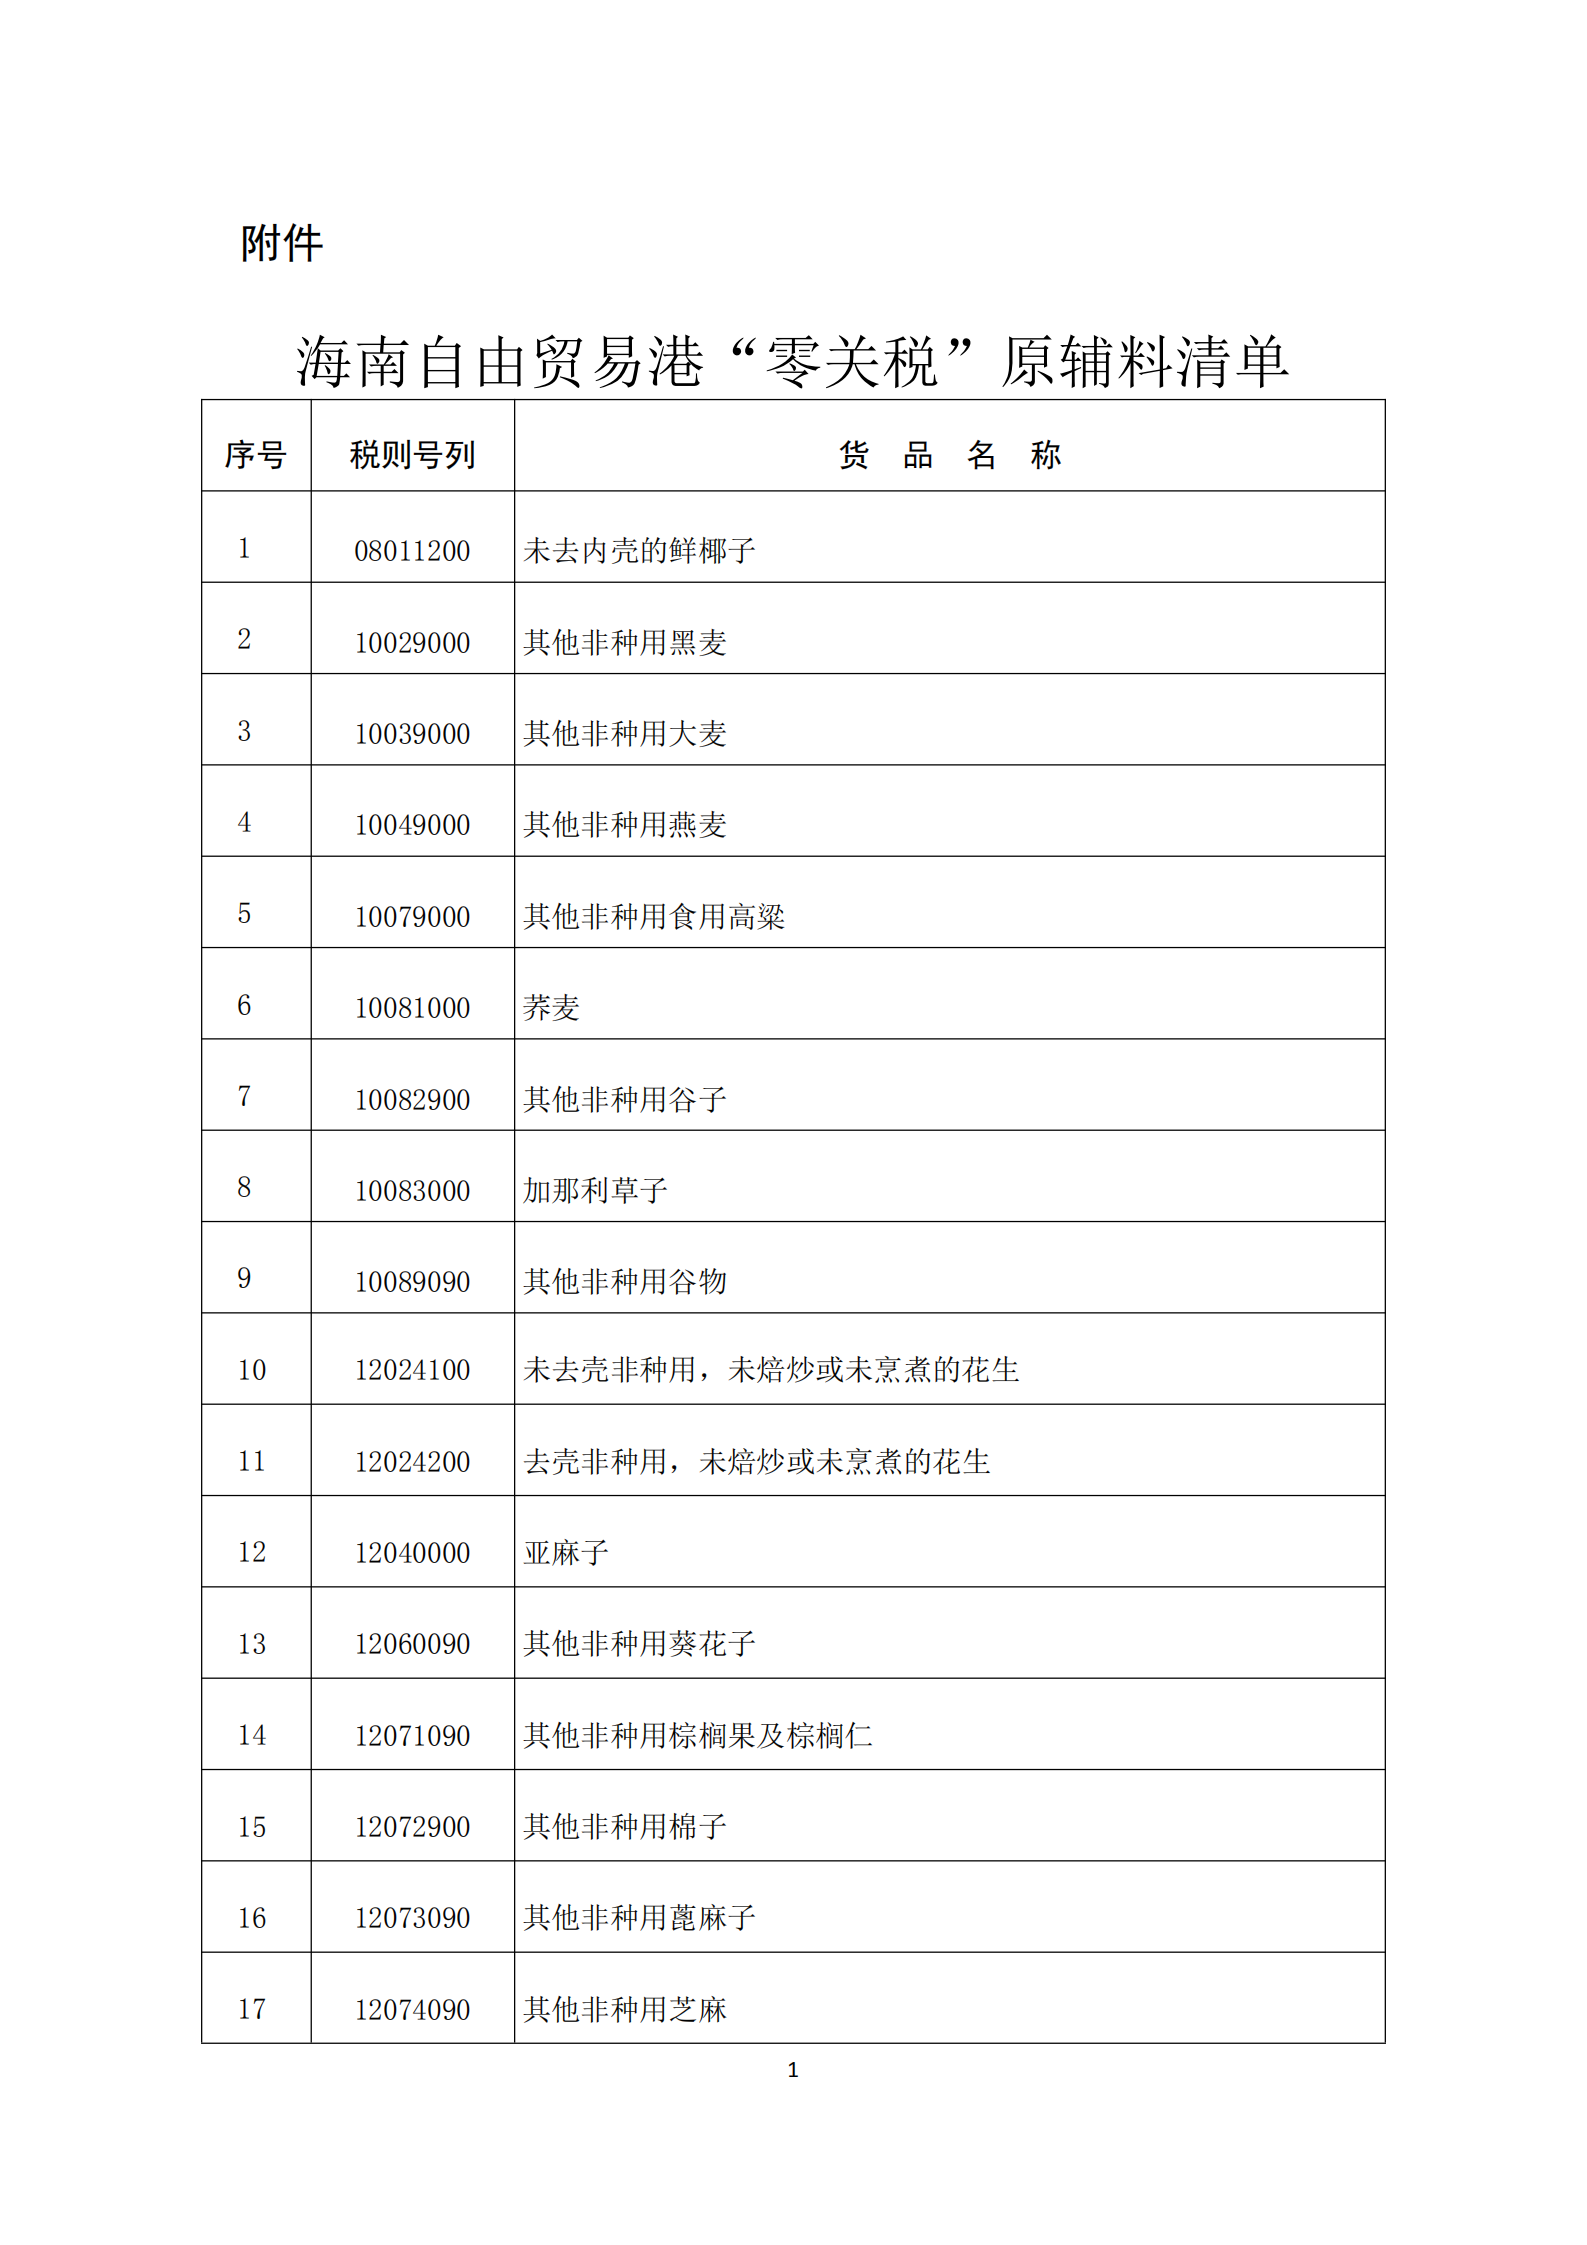 附件
海南自由贸易港“零关税”原辅料清单
序号 税则号列 货 品 名 称
1 08011200 未去内壳的鲜椰子
2 10029000 其他非种用黑麦
3 10039000 其他非种用大麦
4 10049000 其他非种用燕麦
5 10079000 其他非种用食用高粱
6 10081000 荞麦
7 10082900 其他非种用谷子
8 10083000 加那利草子
9 10089090 其他非种用谷物
10 12024100 未去壳非种用，未焙炒或未烹煮的花生
11 12024200 去壳非种用，未焙炒或未烹煮的花生
12 12040000 亚麻子
13 12060090 其他非种用葵花子
14 12071090 其他非种用棕榈果及棕榈仁
15 12072900 其他非种用棉子
16 12073090 其他非种用蓖麻子
17 12074090 其他非种用芝麻
1